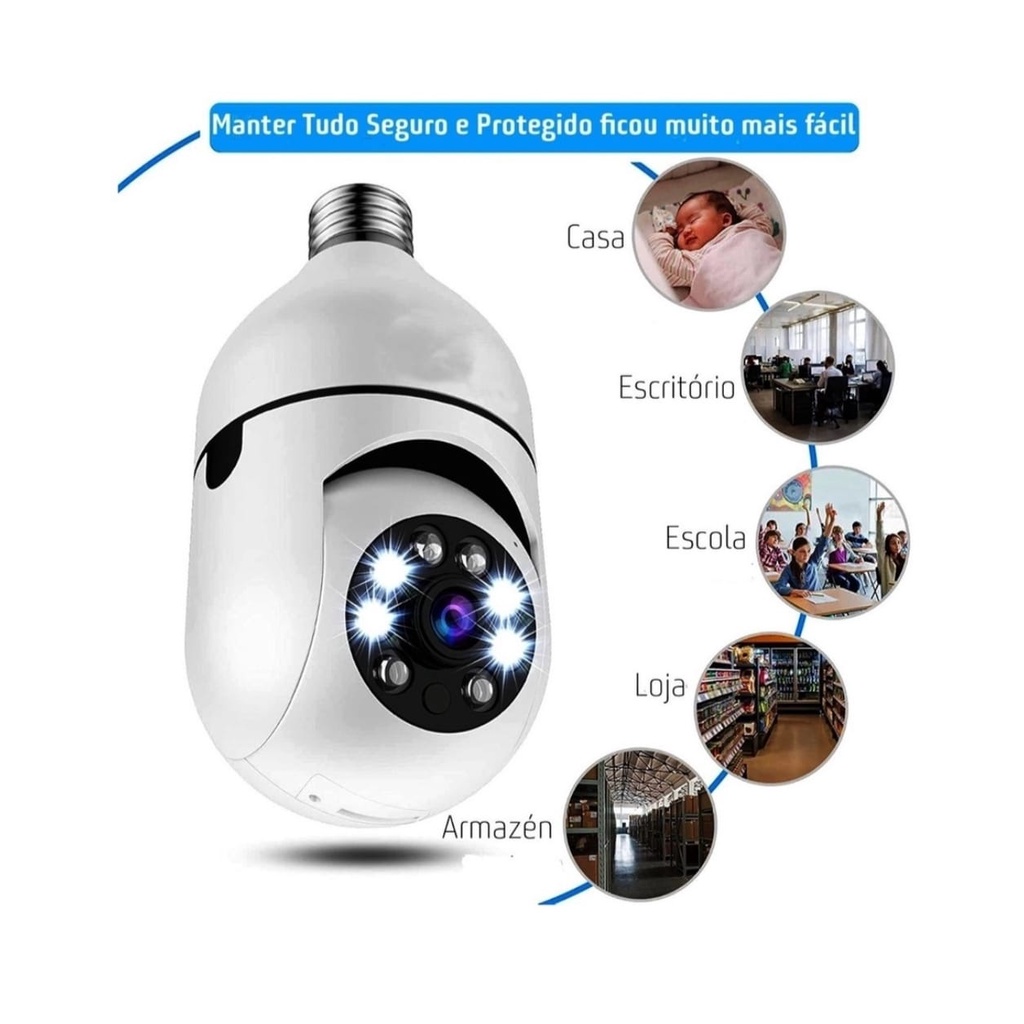 Manter Tudo Seguro e Protegido ficou muito mais fácil
Casa
Escritório
Escola
Loja
Armazén